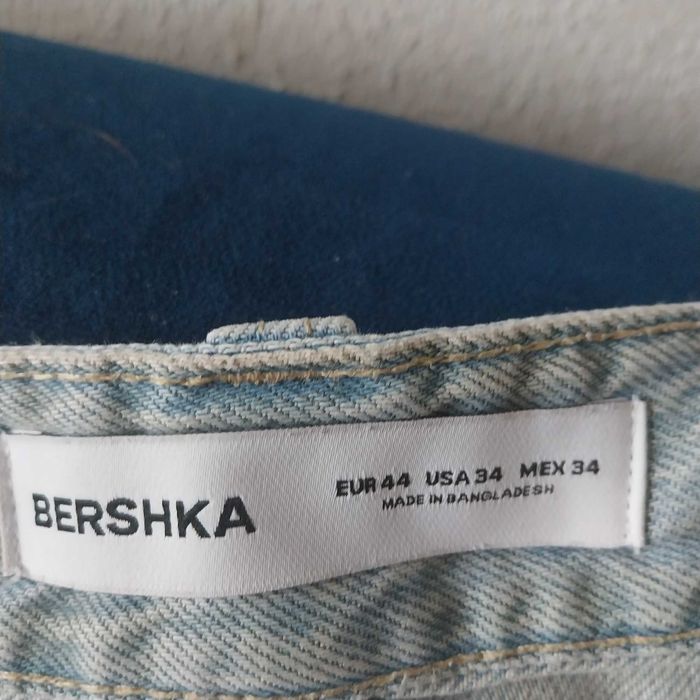 BERSHKA
EUR 44 USA 34 MEX 34
MADE IN BANGLADESH